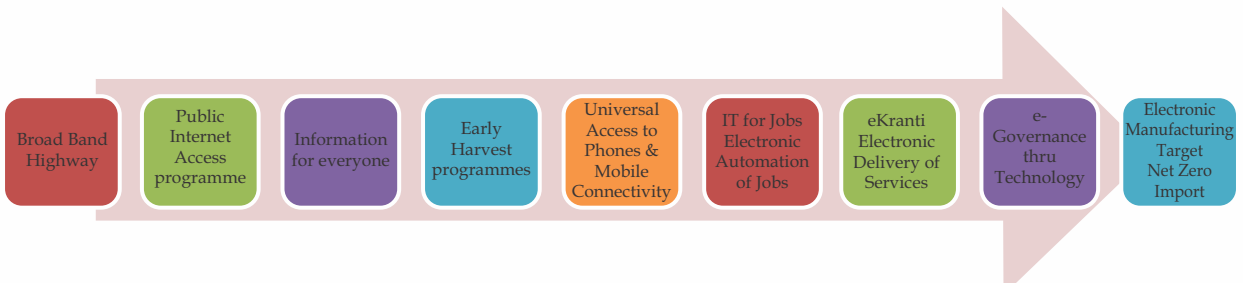 Broad Band
Highway
Public
Internet
Access
programme
Information
for everyone
Early
Harvest
programmes
Universal
Access to
Phones &
Mobile
Connectivity
IT for Jobs
Electronic
Automation
of Jobs
eKranti
Electronic
Delivery of
Services
e-
Governance
thru
Technology
Electronic
Manufacturing
Target
Net Zero
Import